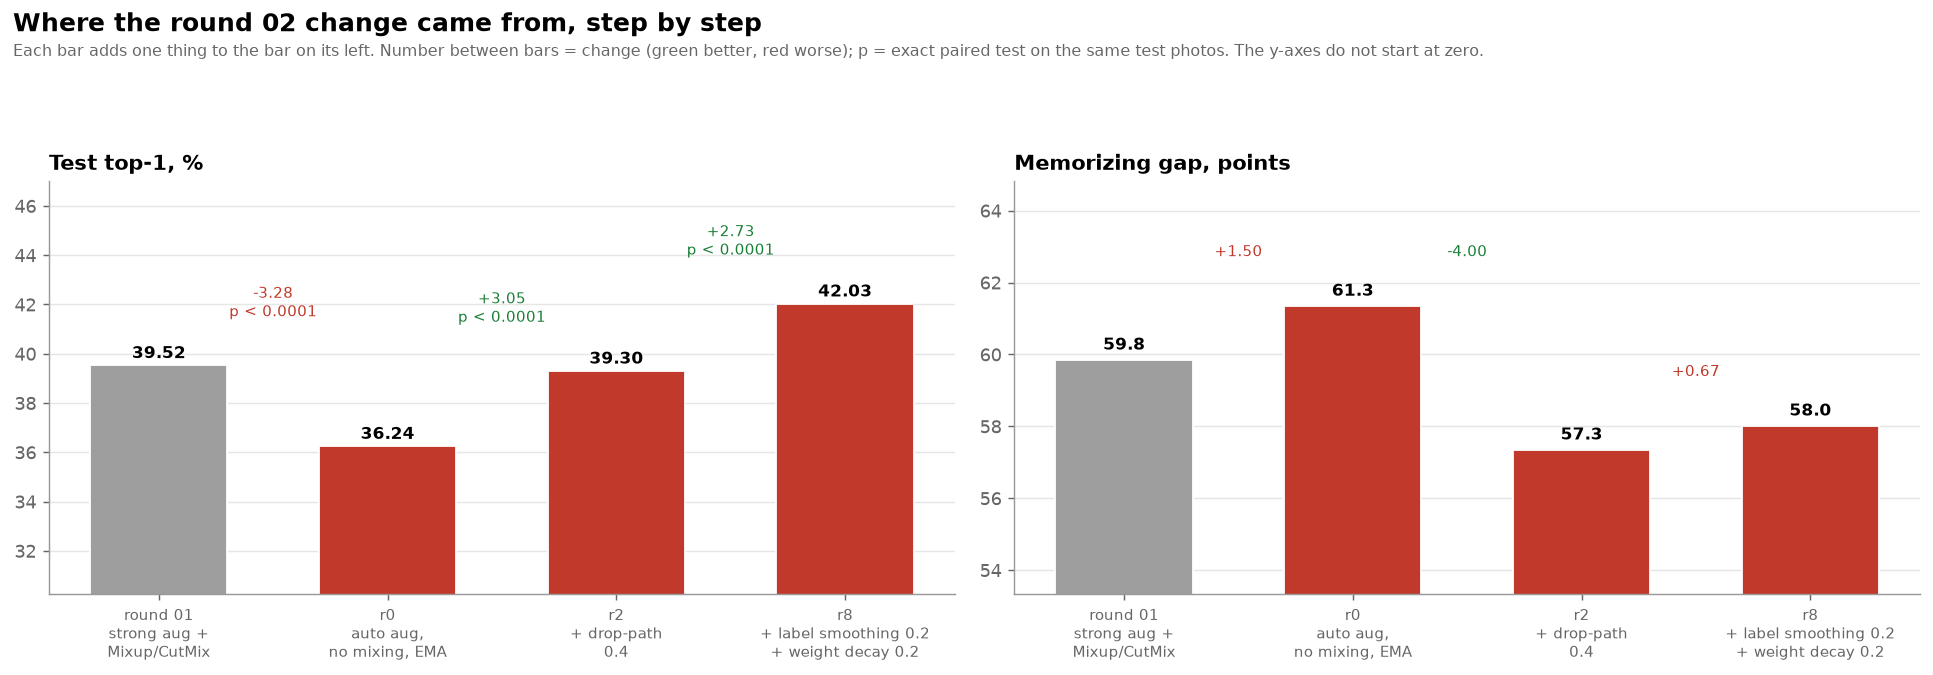 Where the round 02 change came from, step by step
Each bar adds one thing to the bar on its left. Number between bars = change (green better, red worse); p = exact paired test on the same test photos. The y-axes do not start at zero.
Test top-1, %
46
44
42
40
38
36
34
32
-3.28
p < 0.0001
+3.05
p < 0.0001
+2.73
p < 0.0001
39.52
36.24
39.30
42.03
round 01
strong aug +
Mixup/CutMix
r0
auto aug,
no mixing, EMA
r2
+ drop-path
0.4
r8
+ label smoothing 0.2
+ weight decay 0.2
Memorizing gap, points
64
62
60
58
56
54
+1.50
-4.00
+0.67
59.8
61.3
57.3
58.0
round 01
strong aug +
Mixup/CutMix
r0
auto aug,
no mixing, EMA
r2
+ drop-path
0.4
r8
+ label smoothing 0.2
+ weight decay 0.2